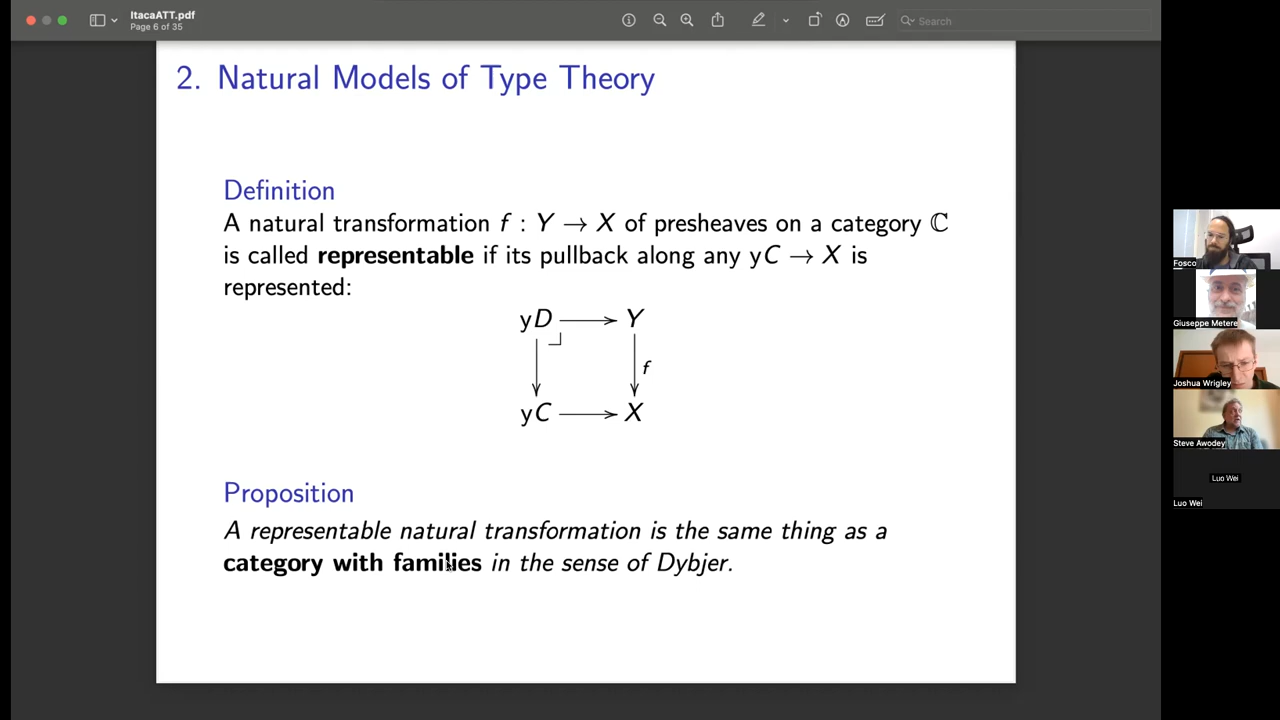 ItacaATT.pdf
Page 6 of 35
Search
2. Natural Models of Type Theory
Definition
A natural transformation f : Y → X of presheaves on a category ℂ
is called representable if its pullback along any yC → X is
represented:
yD Y
f
yC X
Proposition
A representable natural transformation is the same thing as a
category with families in the sense of Dybjer.
Fosco
Giuseppe Metere
Joshua Wrigley
Steve Awodey
Luo Wei
Luo Wei